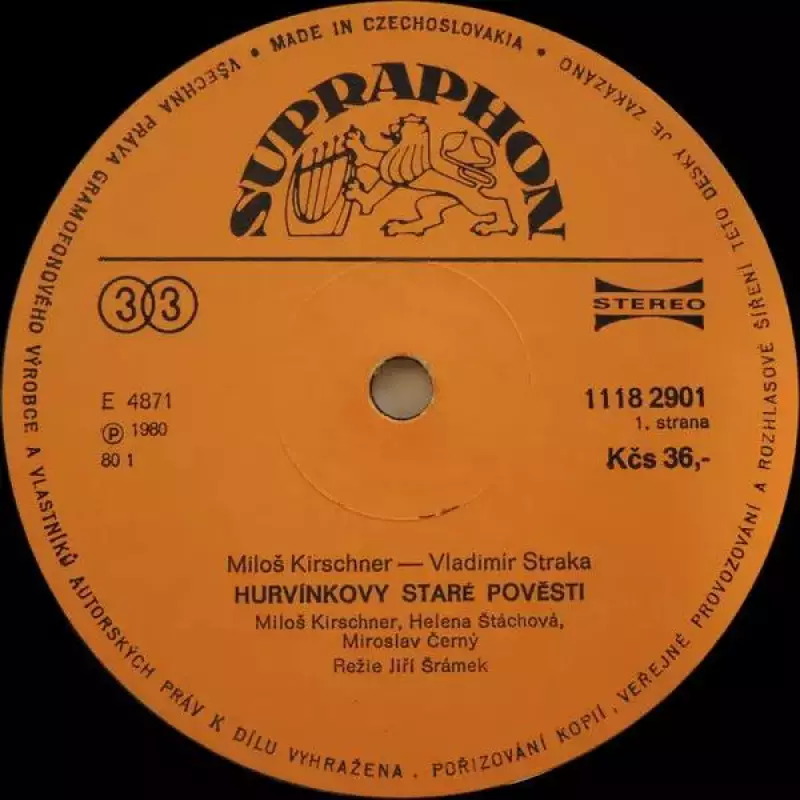 VŠECHNA PRÁVA GRAMOFONOVÉHO VÝROBCE A VLASTNÍKŮ AUTORSKÝCH PRÁV K DÍLU VYHRAŽENA. POŘIZOVÁNÍ KOPIÍ, VEŘEJNÉ PROVOZOVÁNÍ A ROZHLASOVÉ ŠÍŘENÍ TÉTO DESKY JE ZAKÁZÁNO
• MADE IN CZECHOSLOVAKIA •
SUPRAPHON
33
STEREO
E 4871
1118 2901
Ⓟ 1980
1. strana
80 1
Kčs 36,-
Miloš Kirschner — Vladimír Straka
HURVÍNKOVY STARÉ POVĚSTI
Miloš Kirschner, Helena Štáchová,
Miroslav Černý
Režie Jiří Šrámek